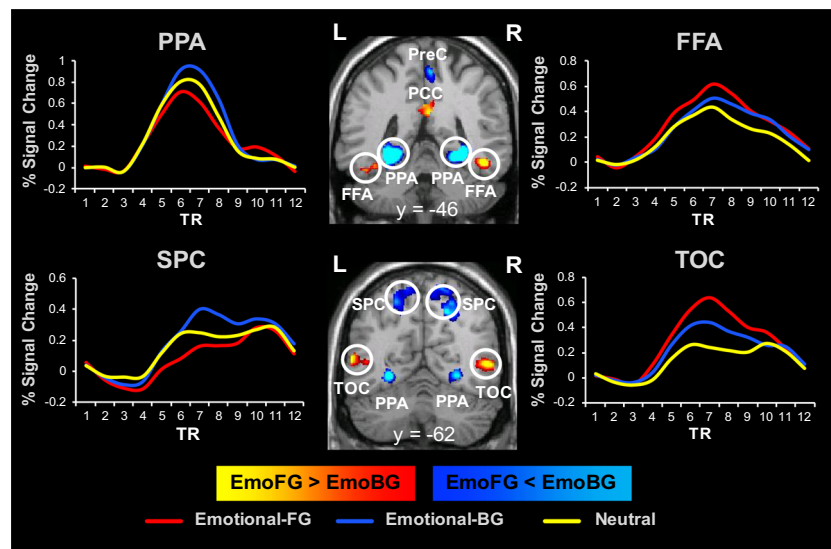 PPA
% Signal Change
1
0.8
0.6
0.4
0.2
0
-0.2
1 2 3 4 5 6 7 8 9 10 11 12
TR
L R
PreC
PCC
FFA PPA PPA FFA
y = -46
FFA
% Signal Change
0.8
0.6
0.4
0.2
0
-0.2
1 2 3 4 5 6 7 8 9 10 11 12
TR
SPC
% Signal Change
0.6
0.4
0.2
0
-0.2
1 2 3 4 5 6 7 8 9 10 11 12
TR
L R
SPC SPC
TOC PPA PPA TOC
y = -62
TOC
% Signal Change
0.8
0.6
0.4
0.2
0
-0.2
1 2 3 4 5 6 7 8 9 10 11 12
TR
EmoFG > EmoBG EmoFG < EmoBG
Emotional-FG Emotional-BG Neutral